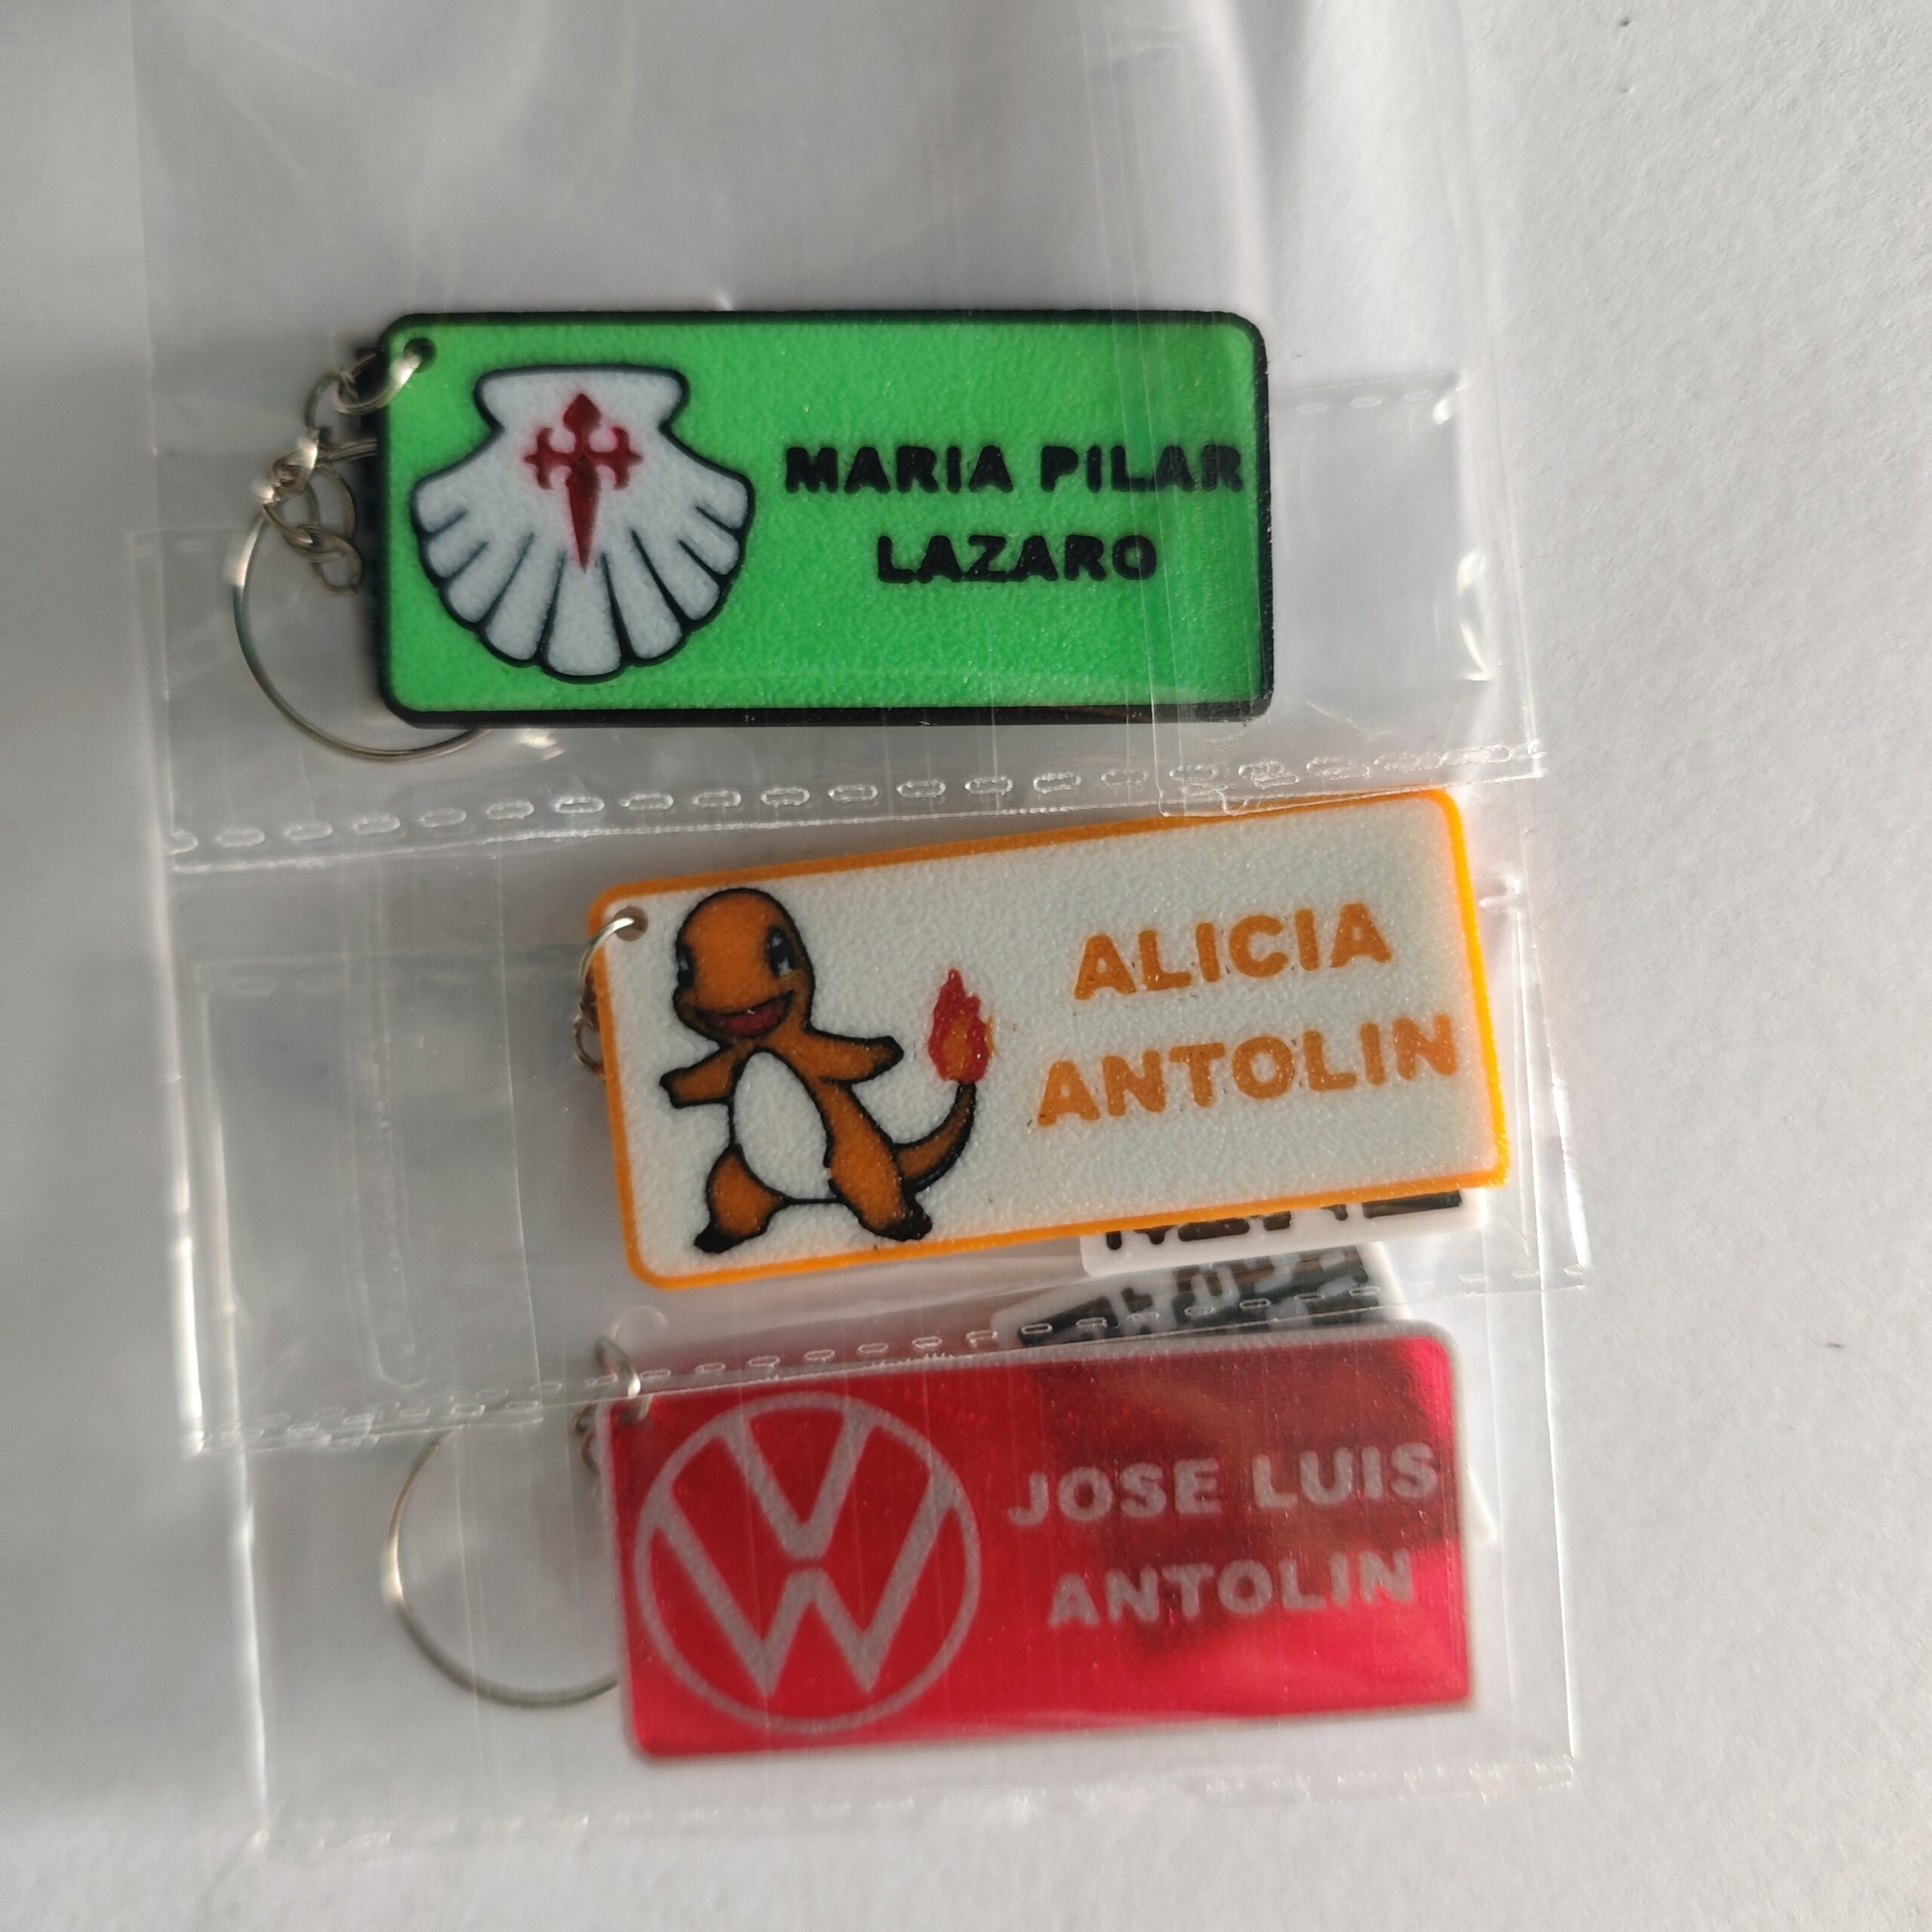 MARIA PILAR
LAZARO
ALICIA
ANTOLIN
JOSE LUIS
ANTOLIN